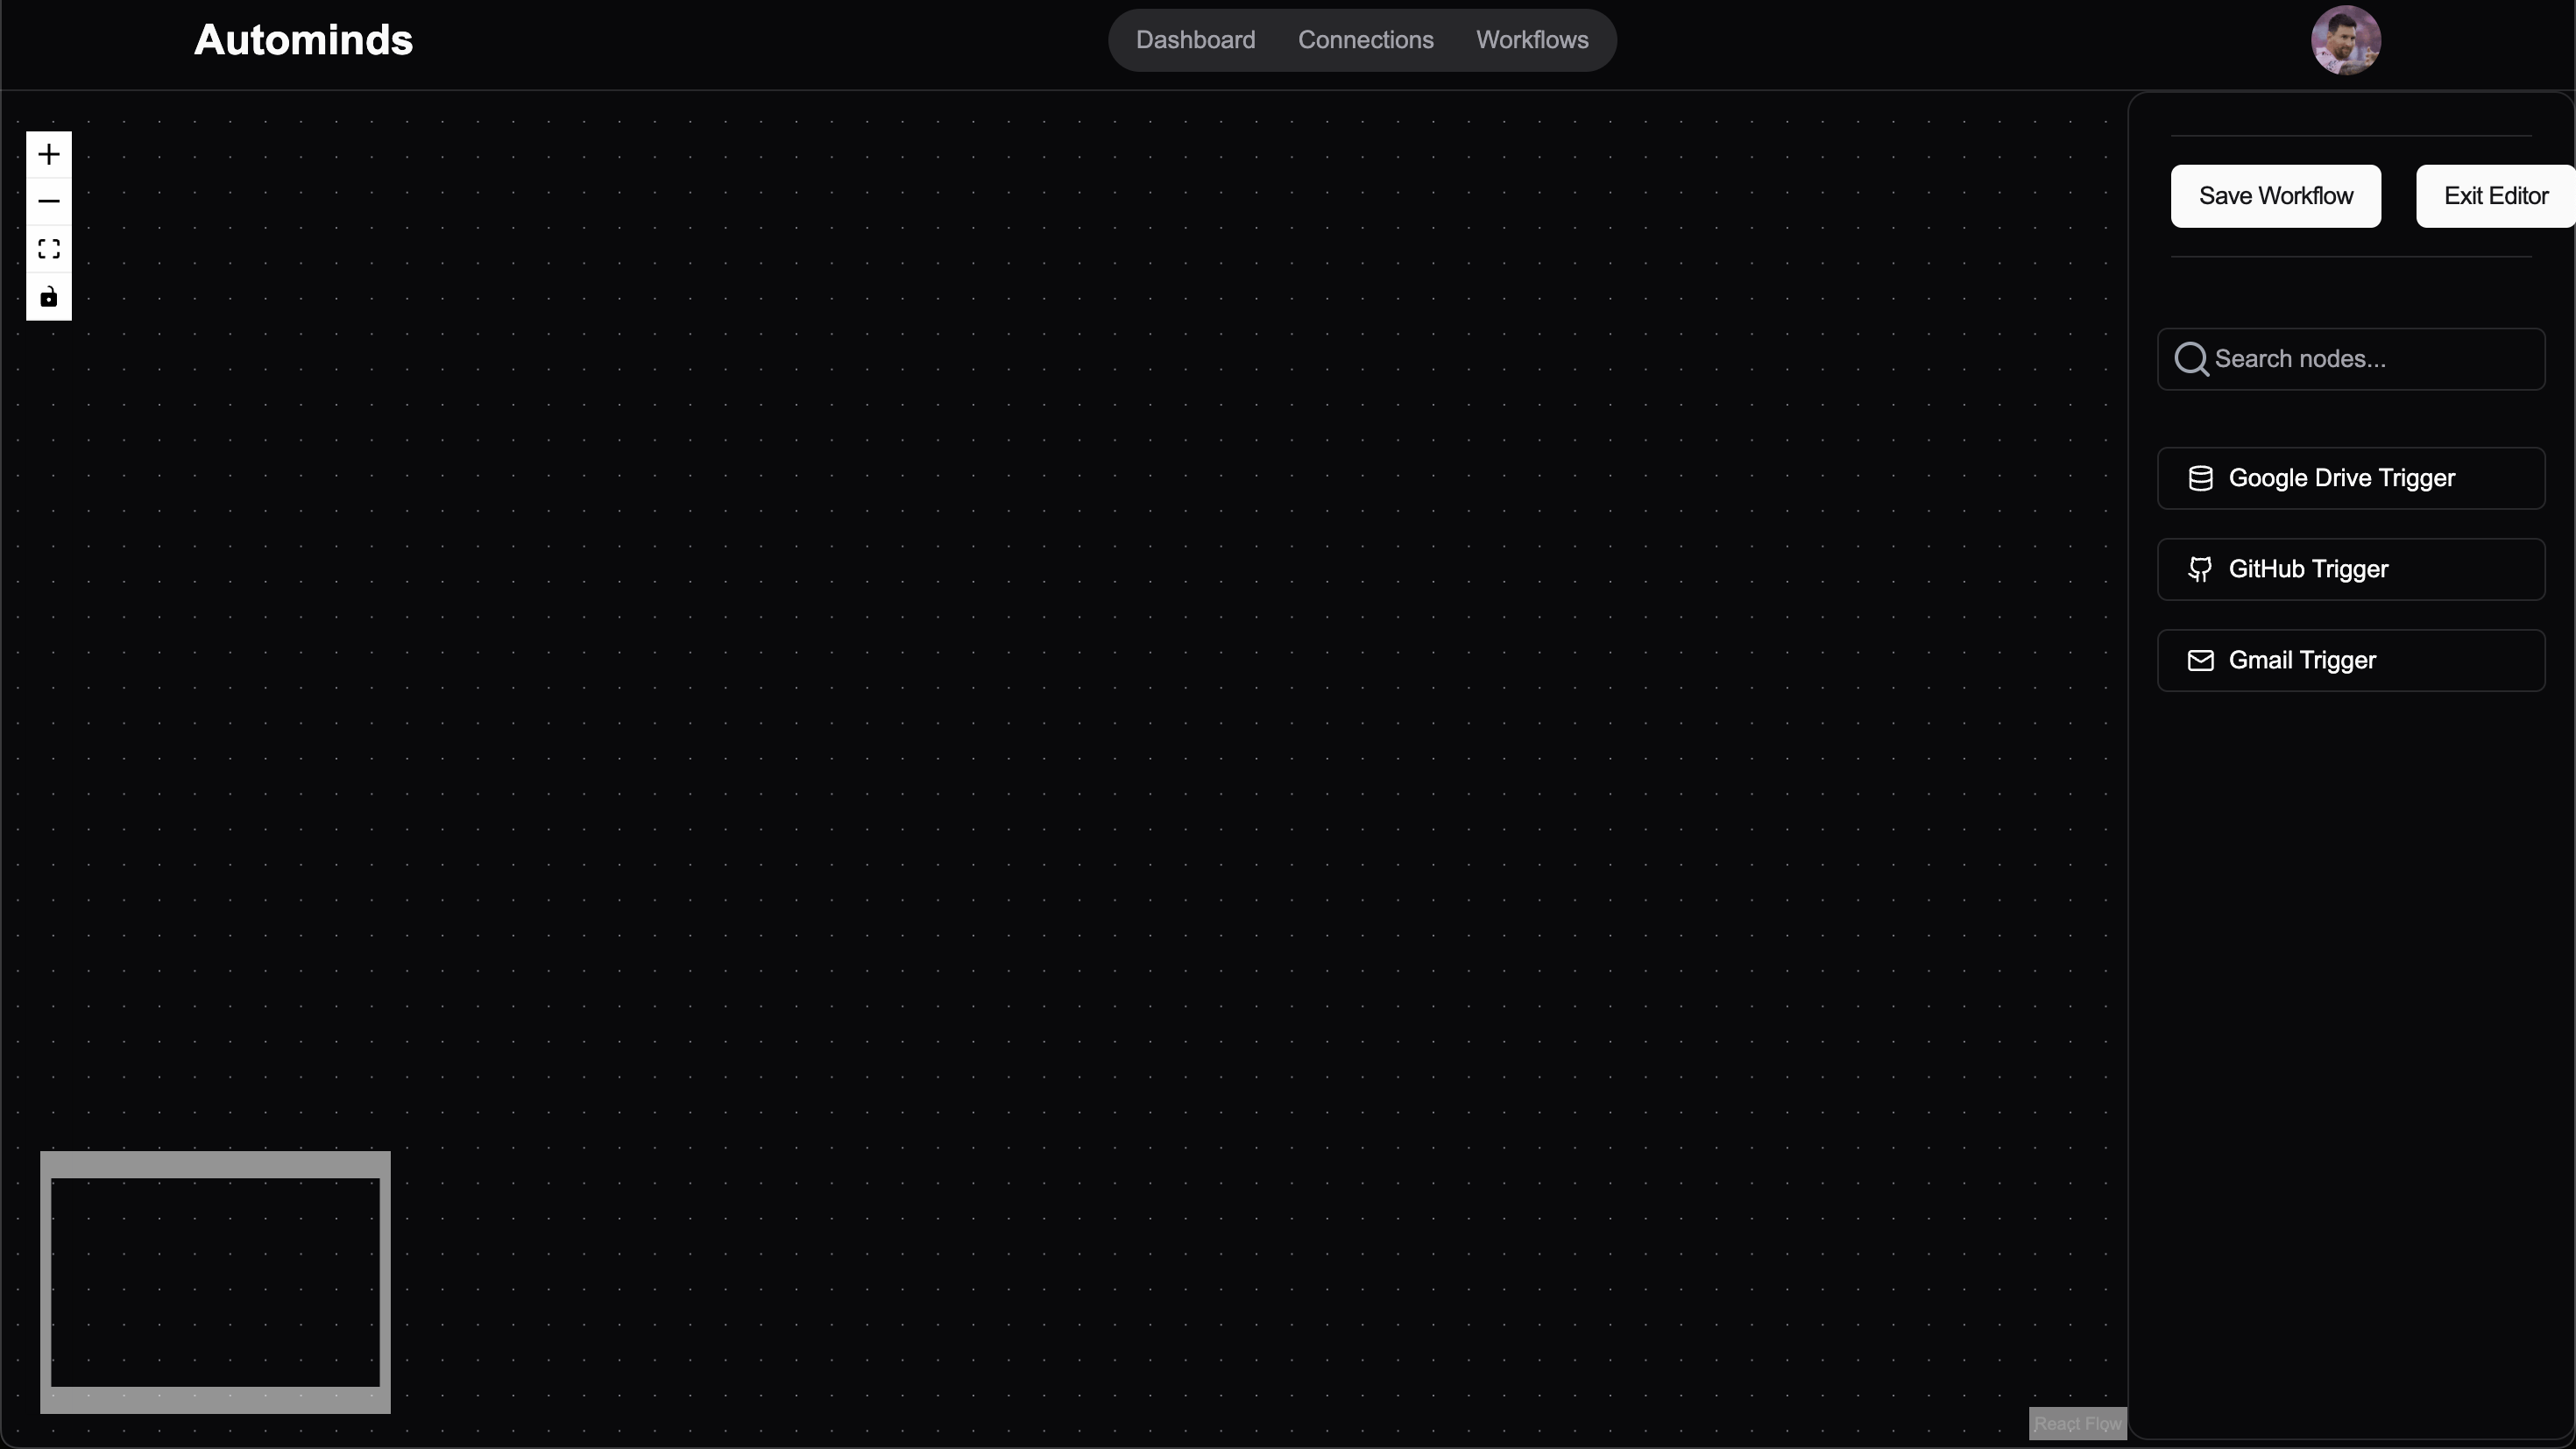 Autominds
Dashboard Connections Workflows
Save Workflow Exit Editor
Search nodes...
Google Drive Trigger
GitHub Trigger
Gmail Trigger
React Flow